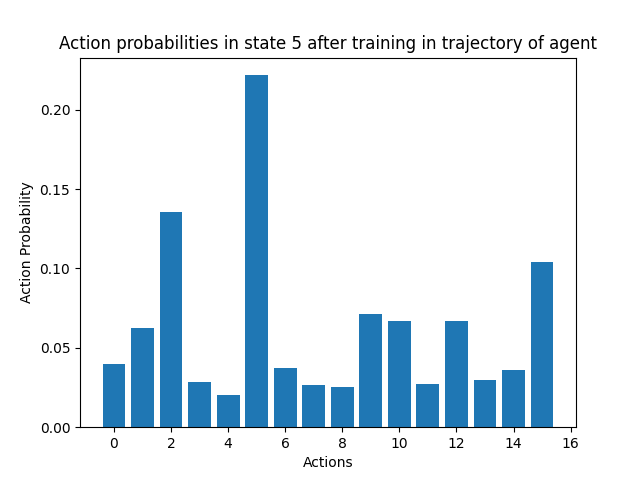 Action probabilities in state 5 after training in trajectory of agent
0.20
0.15
0.10
0.05
0.00
Action Probability
0 2 4 6 8 10 12 14 16
Actions